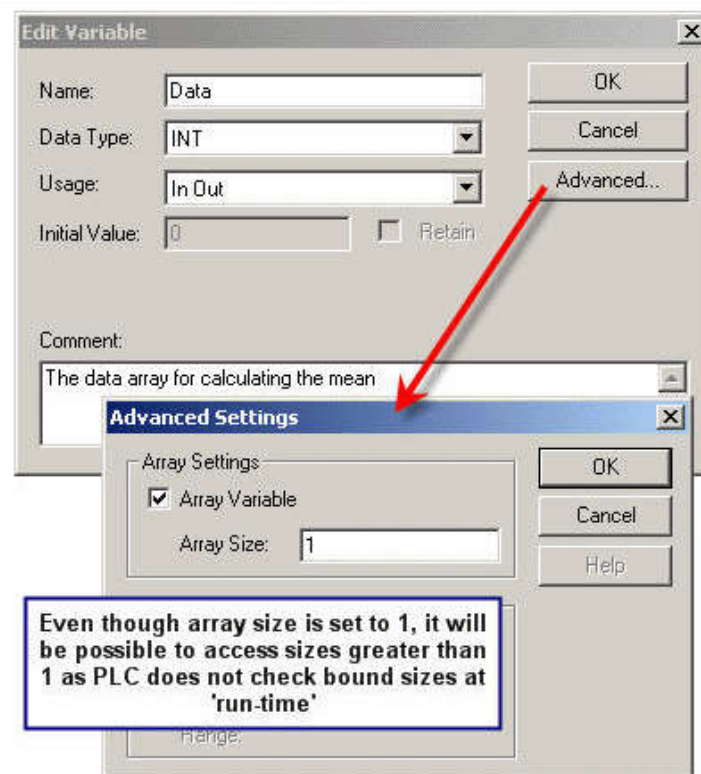 Edit Variable
Name: Data
OK
Data Type: INT
Cancel
Usage: In Out
Advanced...
Initial Value: 0
Retain
Comment:
The data array for calculating the mean
Advanced Settings
Array Settings
OK
Array Variable
Cancel
Array Size: 1
Help
Even though array size is set to 1, it will
be possible to access sizes greater than
1 as PLC does not check bound sizes at
'run-time'
Range: